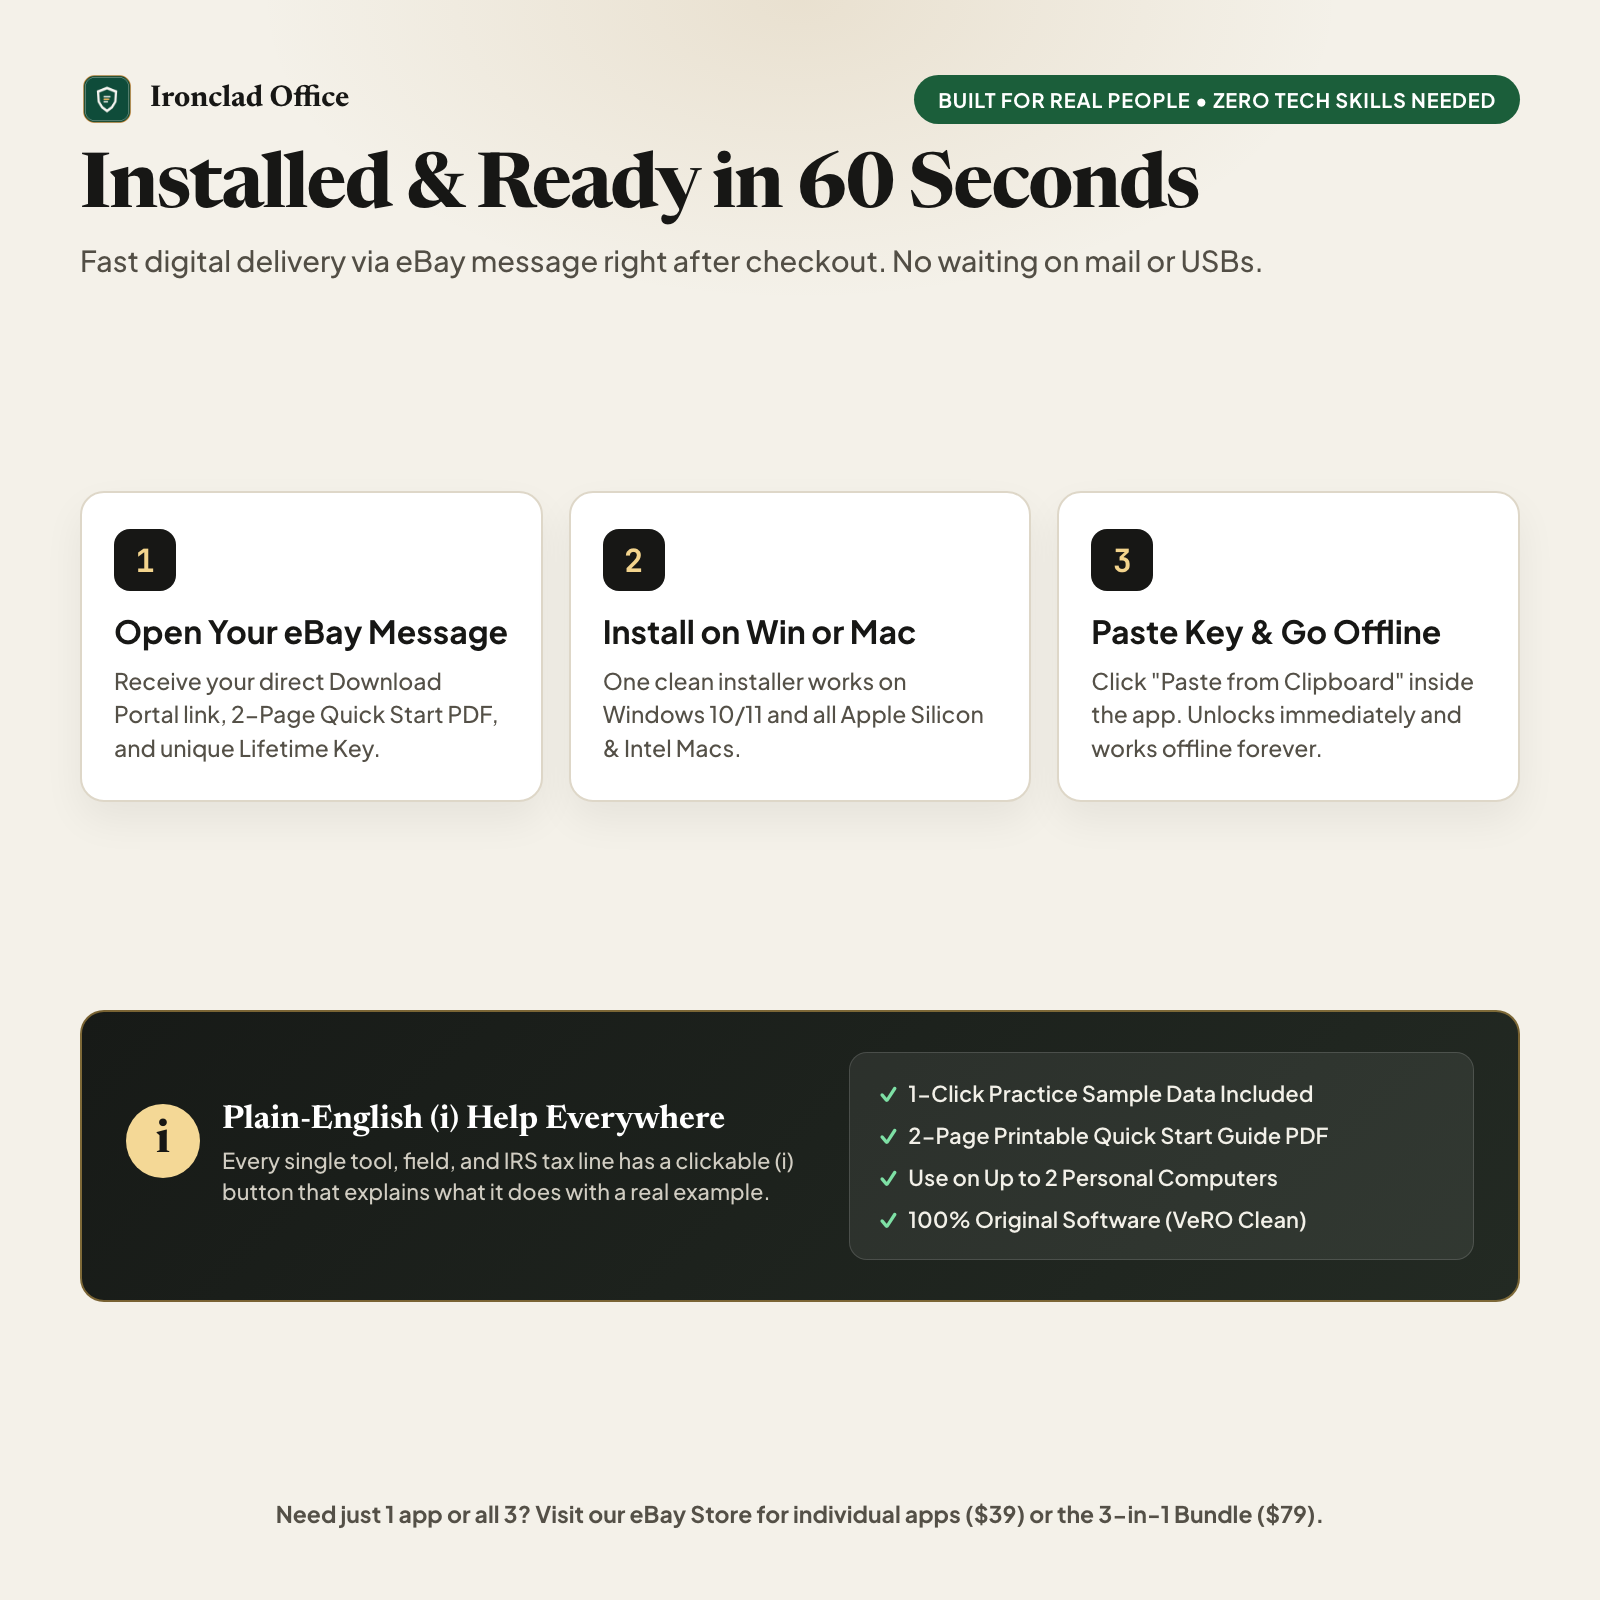 Ironclad Office
BUILT FOR REAL PEOPLE • ZERO TECH SKILLS NEEDED
Installed & Ready in 60 Seconds
Fast digital delivery via eBay message right after checkout. No waiting on mail or USBs.
1
Open Your eBay Message
Receive your direct Download
Portal link, 2-Page Quick Start PDF,
and unique Lifetime Key.
2
Install on Win or Mac
One clean installer works on
Windows 10/11 and all Apple Silicon
& Intel Macs.
3
Paste Key & Go Offline
Click "Paste from Clipboard" inside
the app. Unlocks immediately and
works offline forever.
i
Plain-English (i) Help Everywhere
Every single tool, field, and IRS tax line has a clickable (i)
button that explains what it does with a real example.
✓ 1-Click Practice Sample Data Included
✓ 2-Page Printable Quick Start Guide PDF
✓ Use on Up to 2 Personal Computers
✓ 100% Original Software (VeRO Clean)
Need just 1 app or all 3? Visit our eBay Store for individual apps ($39) or the 3-in-1 Bundle ($79).